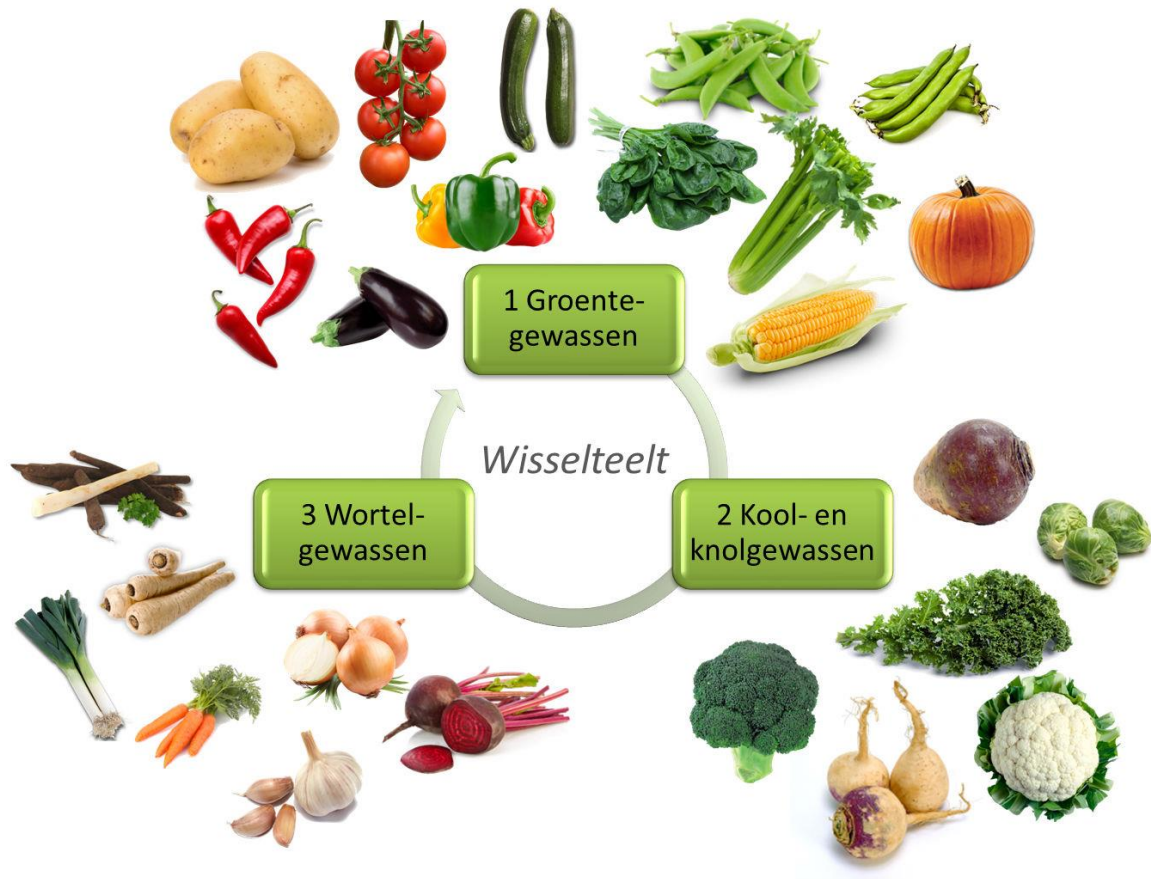 1 Groente-
gewassen
Wisselteelt
3 Wortel-
gewassen
2 Kool- en
knolgewassen